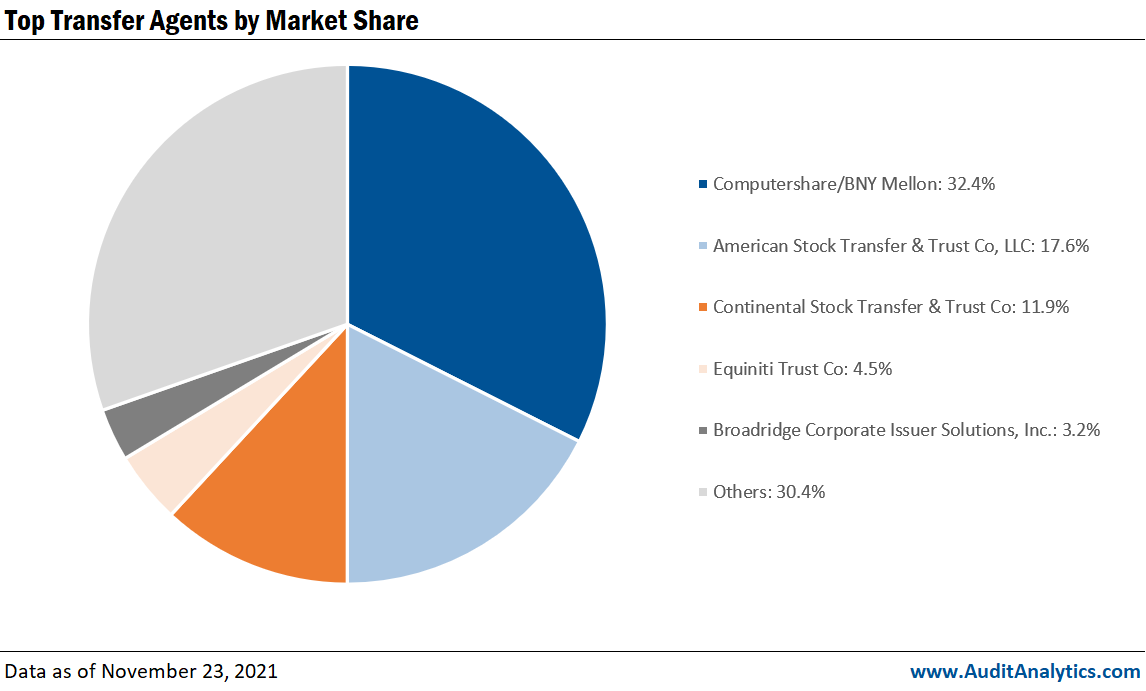 Top Transfer Agents by Market Share
Computershare/BNY Mellon: 32.4%
American Stock Transfer & Trust Co, LLC: 17.6%
Continental Stock Transfer & Trust Co: 11.9%
Equiniti Trust Co: 4.5%
Broadridge Corporate Issuer Solutions, Inc.: 3.2%
Others: 30.4%
Data as of November 23, 2021
www.AuditAnalytics.com